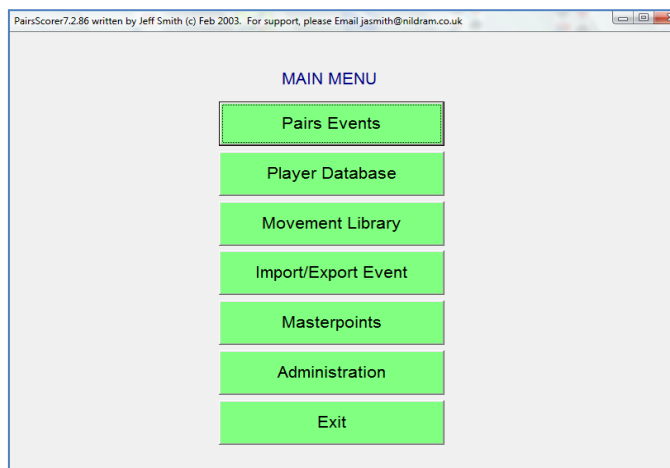 PairsScorer7.2.86 written by Jeff Smith (c) Feb 2003. For support, please Email jasmith@nildram.co.uk
MAIN MENU
Pairs Events
Player Database
Movement Library
Import/Export Event
Masterpoints
Administration
Exit